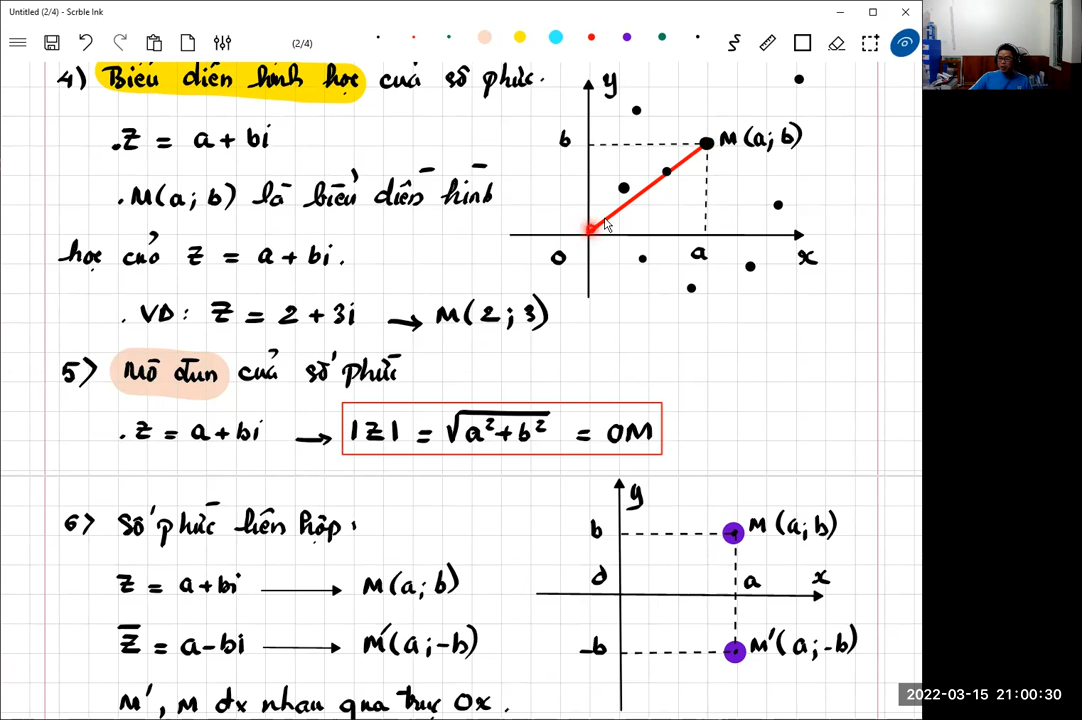 Untitled (2/4) - Scrble Ink
(2/4)
4) Biểu diễn hình học của số phức.
. Z = a + bi
. M(a; b) là biểu diễn hình
học của Z = a + bi.
. VD: Z = 2 + 3i → M(2; 3)
y
b
M(a; b)
O
a
x
5) Mô đun của số phức
. Z = a + bi → |Z| = √a²+b² = OM
6) Số phức liên hợp:
Z = a+bi → M(a; b)
Z̅ = a-bi → M'(a; -b)
M', M đx nhau qua trục Ox.
y
b
M(a; b)
O
a
x
-b
M'(a; -b)
2022-03-15 21:00:30